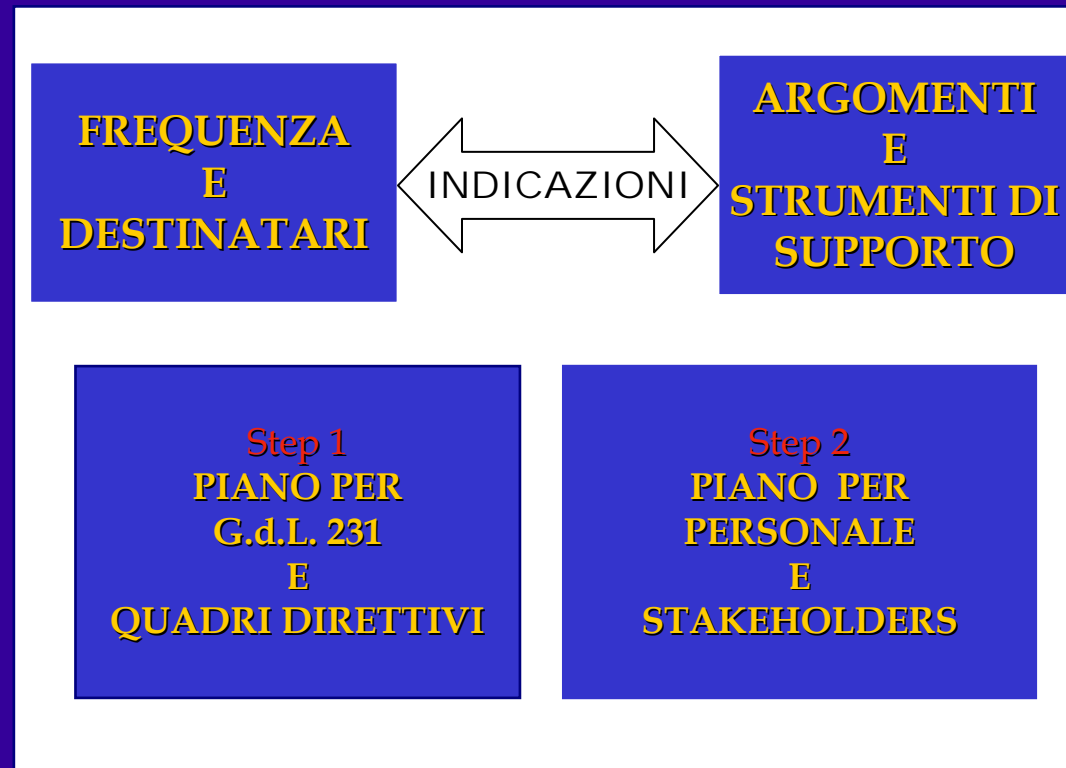 FREQUENZA
E
DESTINATARI
INDICAZIONI
ARGOMENTI
E
STRUMENTI DI
SUPPORTO
Step 1
PIANO PER
G.d.L. 231
E
QUADRI DIRETTIVI
Step 2
PIANO PER
PERSONALE
E
STAKEHOLDERS